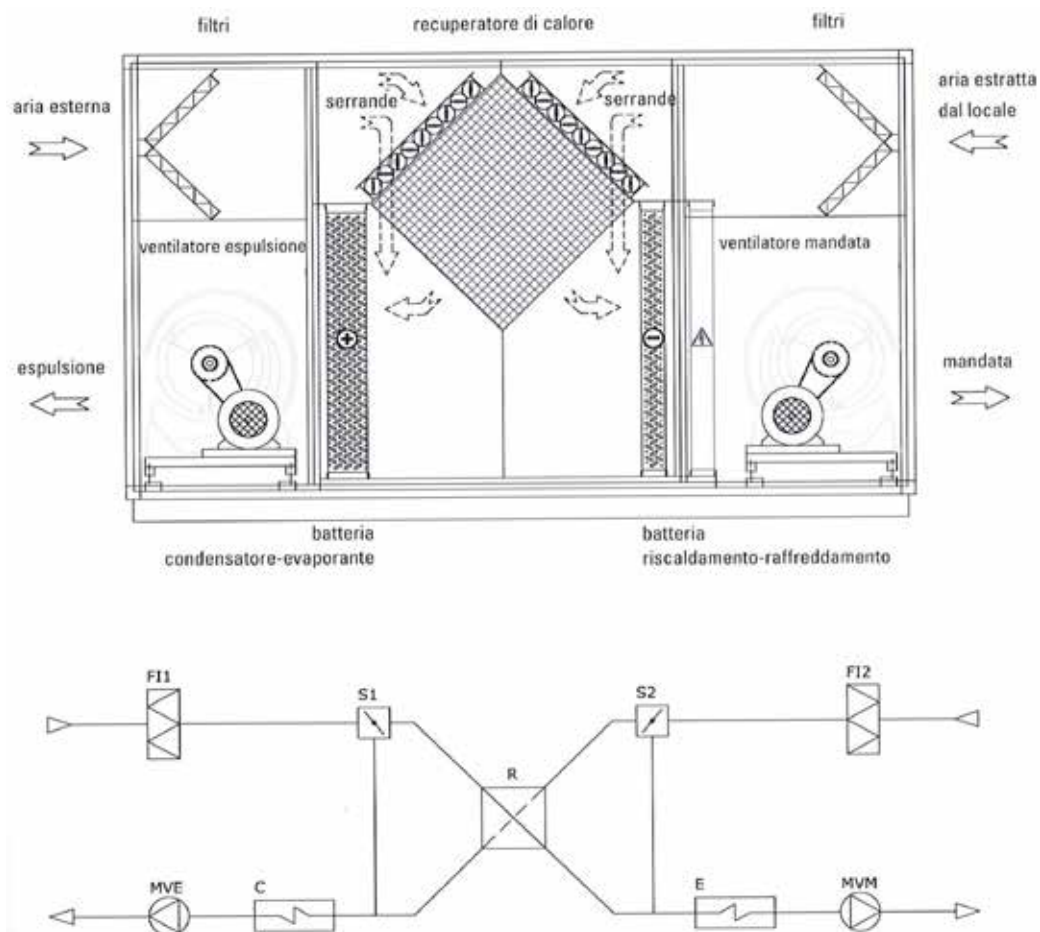 filtri
recuperatore di calore
filtri
aria esterna
serrande
serrande
aria estratta
dal locale
ventilatore espulsione
ventilatore mandata
espulsione
mandata
batteria
condensatore-evaporante
batteria
riscaldamento-raffreddamento
FI1
S1
S2
FI2
R
MVE
C
E
MVM